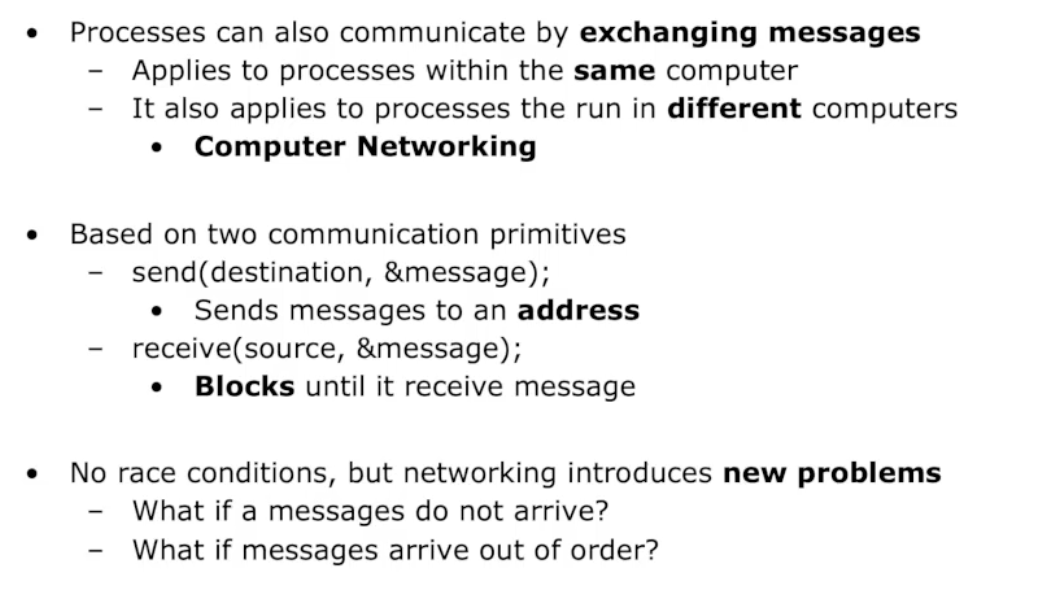 • Processes can also communicate by exchanging messages
– Applies to processes within the same computer
– It also applies to processes the run in different computers
• Computer Networking
• Based on two communication primitives
– send(destination, &message);
• Sends messages to an address
– receive(source, &message);
• Blocks until it receive message
• No race conditions, but networking introduces new problems
– What if a messages do not arrive?
– What if messages arrive out of order?